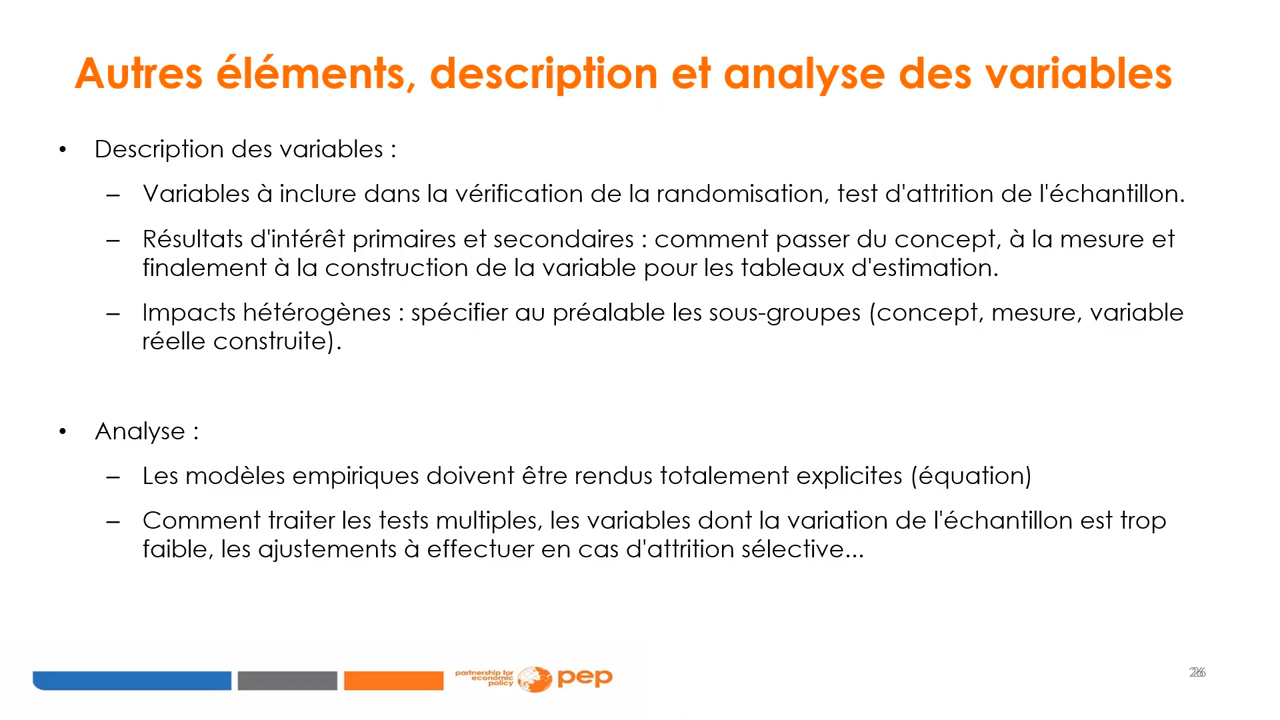 Autres éléments, description et analyse des variables
• Description des variables :
– Variables à inclure dans la vérification de la randomisation, test d'attrition de l'échantillon.
– Résultats d'intérêt primaires et secondaires : comment passer du concept, à la mesure et
finalement à la construction de la variable pour les tableaux d'estimation.
– Impacts hétérogènes : spécifier au préalable les sous-groupes (concept, mesure, variable
réelle construite).
• Analyse :
– Les modèles empiriques doivent être rendus totalement explicites (équation)
– Comment traiter les tests multiples, les variables dont la variation de l'échantillon est trop
faible, les ajustements à effectuer en cas d'attrition sélective...
partnership for
economic
policy
pep